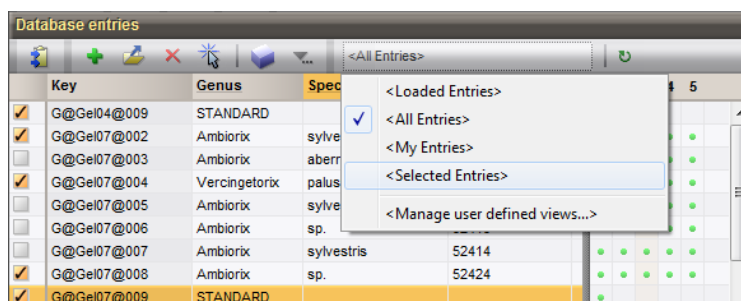 Database entries
<All Entries>
Key Genus Spec 4 5
<Loaded Entries>
G@Gel04@009 STANDARD
<All Entries>
G@Gel07@002 Ambiorix sylve
<My Entries>
G@Gel07@003 Ambiorix aberr
G@Gel07@004 Vercingetorix palus
<Selected Entries>
G@Gel07@005 Ambiorix sylve
<Manage user defined views...>
G@Gel07@006 Ambiorix sp.
G@Gel07@007 Ambiorix sylvestris 52414
G@Gel07@008 Ambiorix sp. 52424
G@Gel07@009 STANDARD